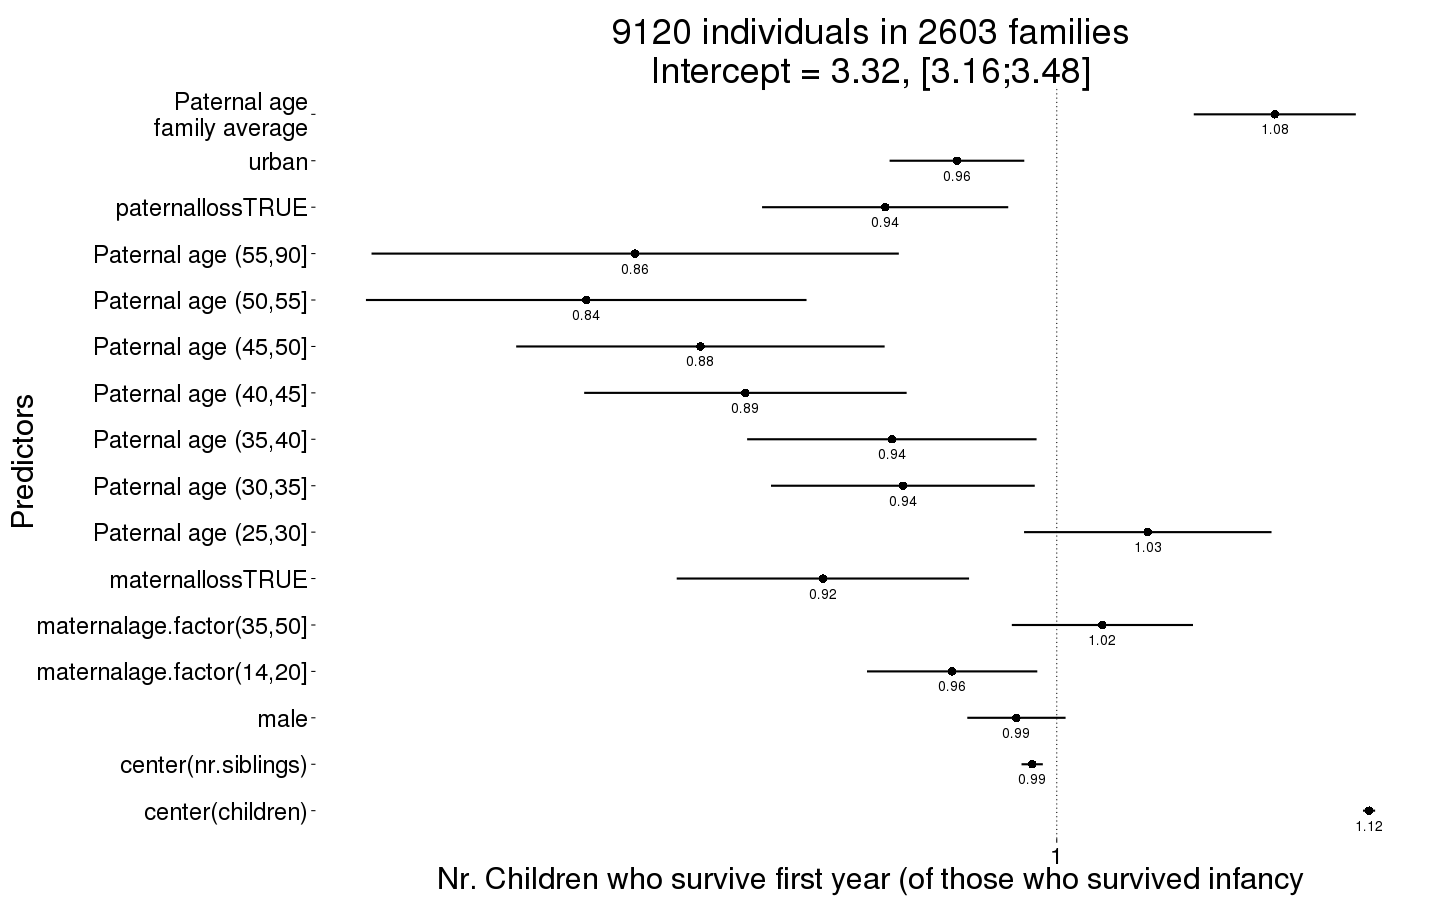 9120 individuals in 2603 families
Intercept = 3.32, [3.16;3.48]
Paternal age
family average
1.08
urban
0.96
paternallossTRUE
0.94
Paternal age (55,90]
0.86
Paternal age (50,55]
0.84
Paternal age (45,50]
0.88
Paternal age (40,45]
0.89
Paternal age (35,40]
0.94
Paternal age (30,35]
0.94
Paternal age (25,30]
1.03
maternallossTRUE
0.92
maternalage.factor(35,50]
1.02
maternalage.factor(14,20]
0.96
male
0.99
center(nr.siblings)
0.99
center(children)
1.12
Predictors
1
Nr. Children who survive first year (of those who survived infancy